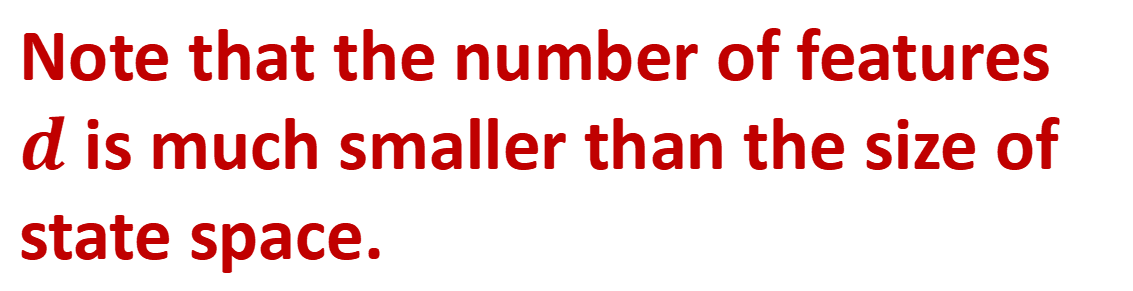 Note that the number of features
d is much smaller than the size of
state space.